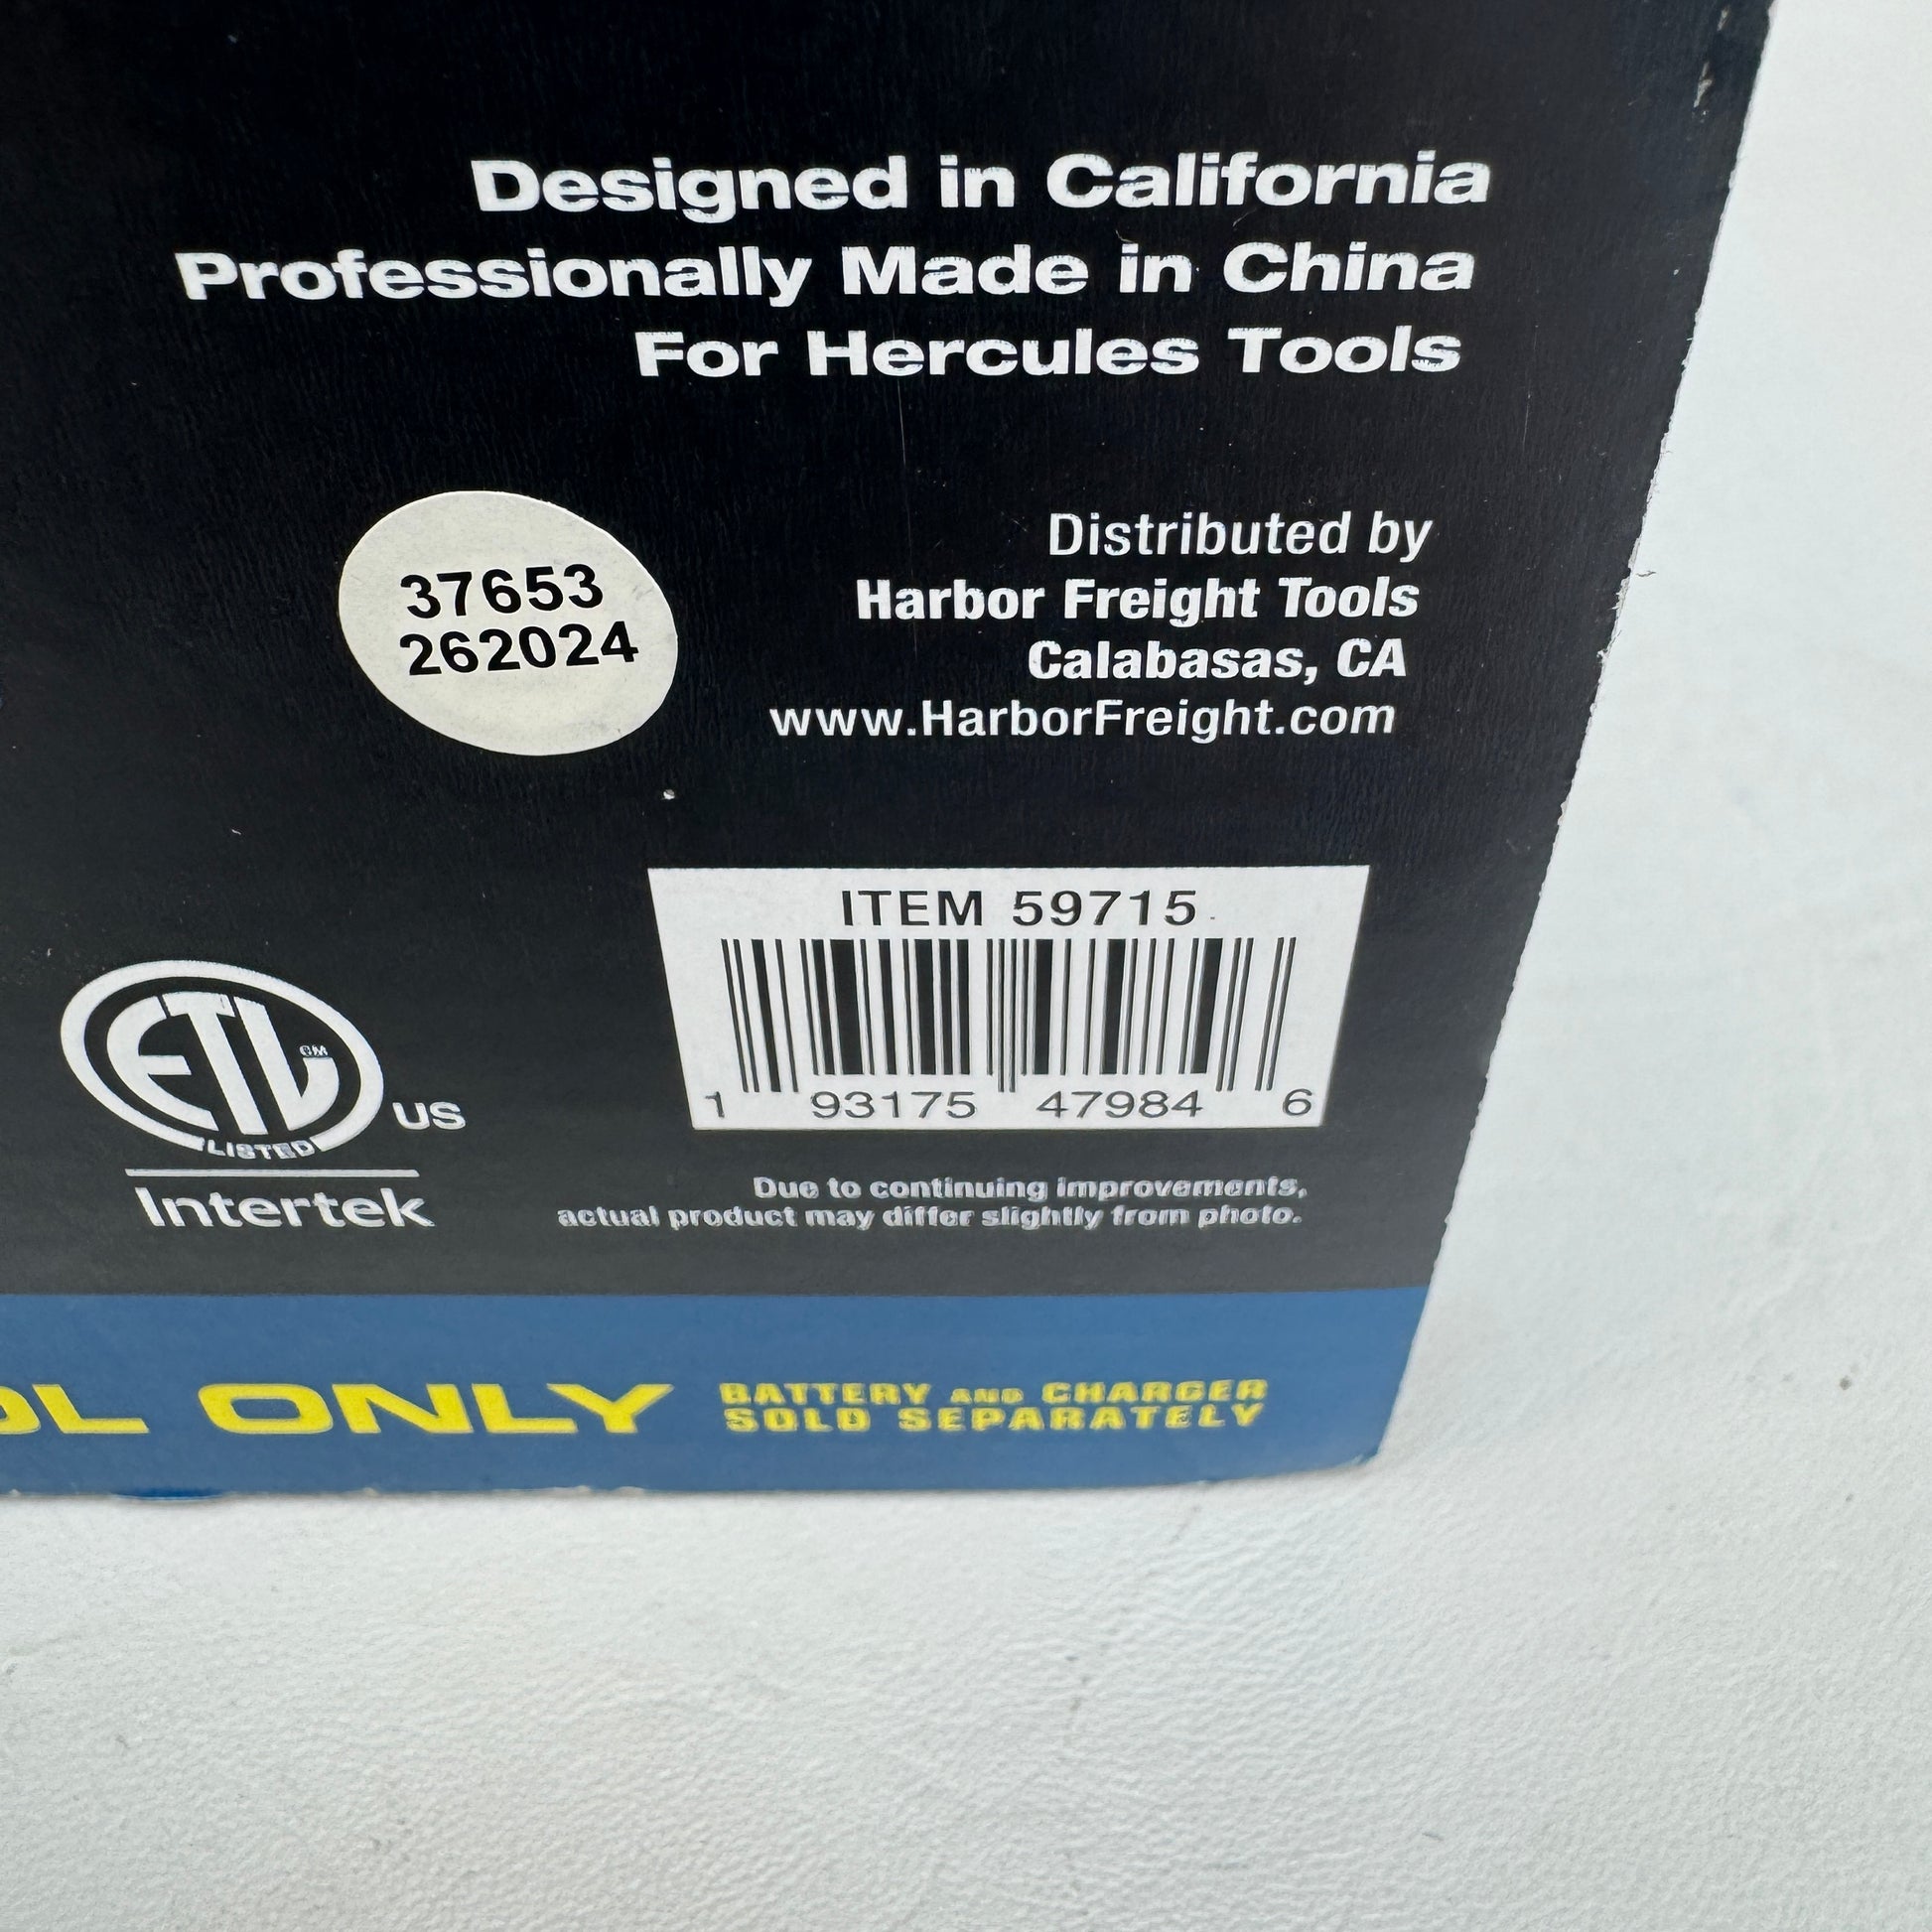 Designed in California
Professionally Made in China
For Hercules Tools
37653
262024
Distributed by
Harbor Freight Tools
Calabasas, CA
www.HarborFreight.com
ITEM 59715
1 93175 47984 6
ETL
SM
LISTED
US
Intertek
Due to continuing improvements,
actual product may differ slightly from photo.
ONLY
BATTERY AND CHARGER
SOLD SEPARATELY